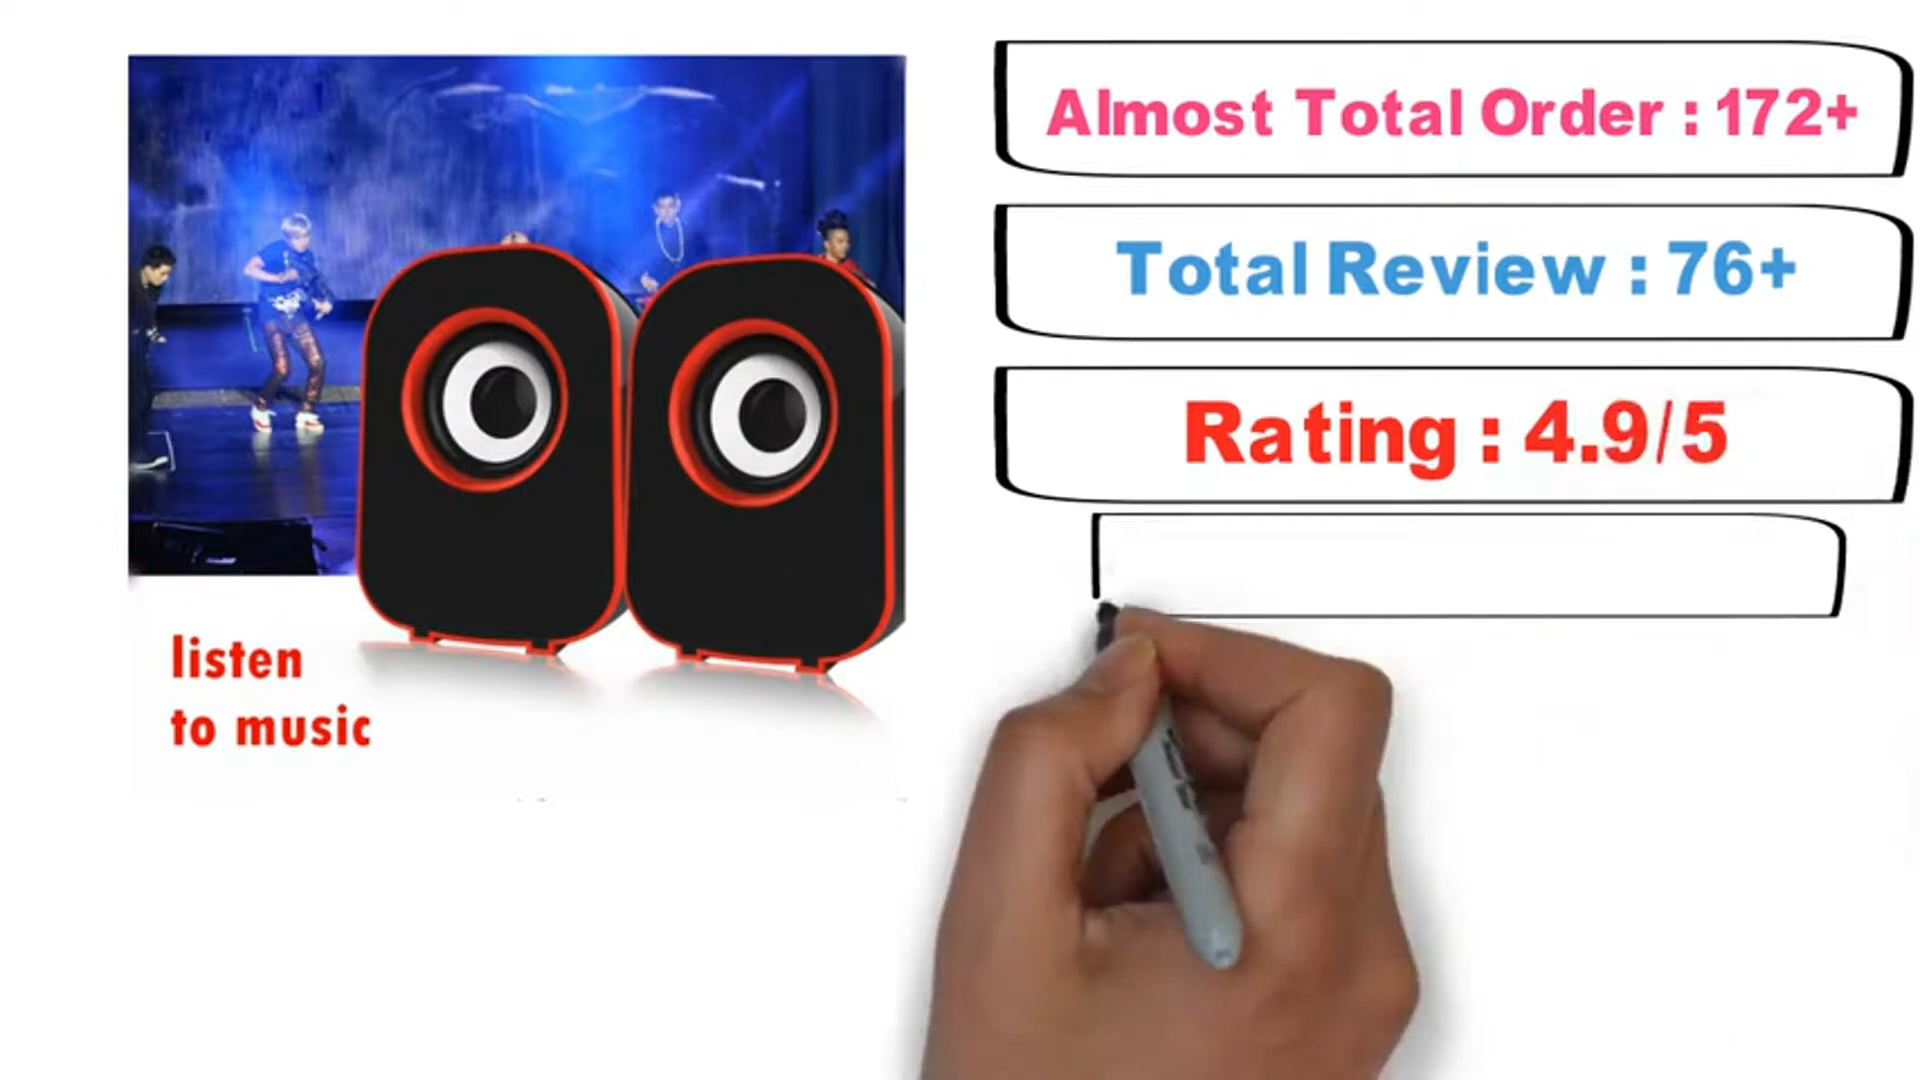 Almost Total Order : 172+
Total Review : 76+
Rating : 4.9/5
listen
to music